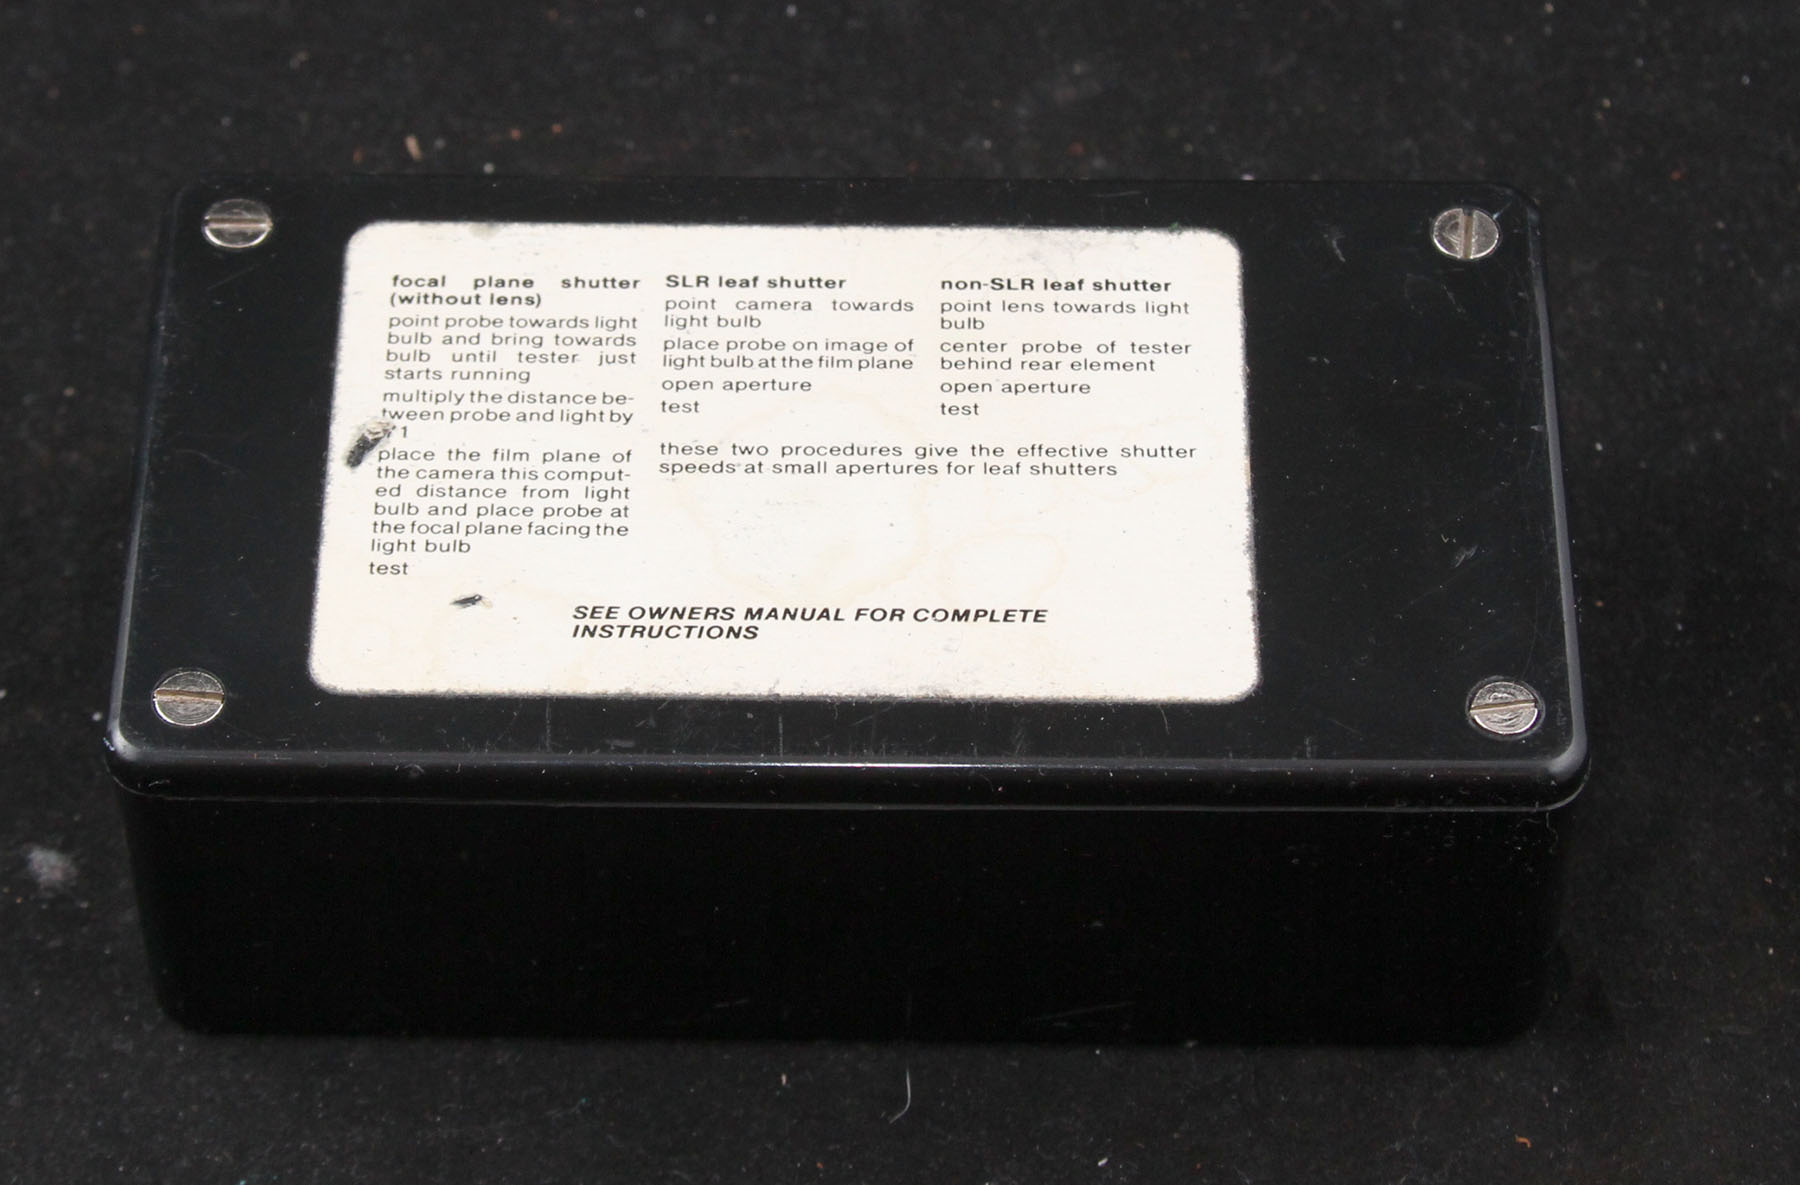 focal plane shutter
(without lens)
point probe towards light
bulb and bring towards
bulb until tester just
starts running
multiply the distance be-
tween probe and light by
place the film plane of
the camera this comput-
ed distance from light
bulb and place probe at
the focal plane facing the
light bulb
test
SLR leaf shutter
point camera towards
light bulb
place probe on image of
light bulb at the film plane
open aperture
test
non-SLR leaf shutter
point lens towards light
bulb
center probe of tester
behind rear element
open aperture
test
these two procedures give the effective shutter
speeds at small apertures for leaf shutters
SEE OWNERS MANUAL FOR COMPLETE
INSTRUCTIONS